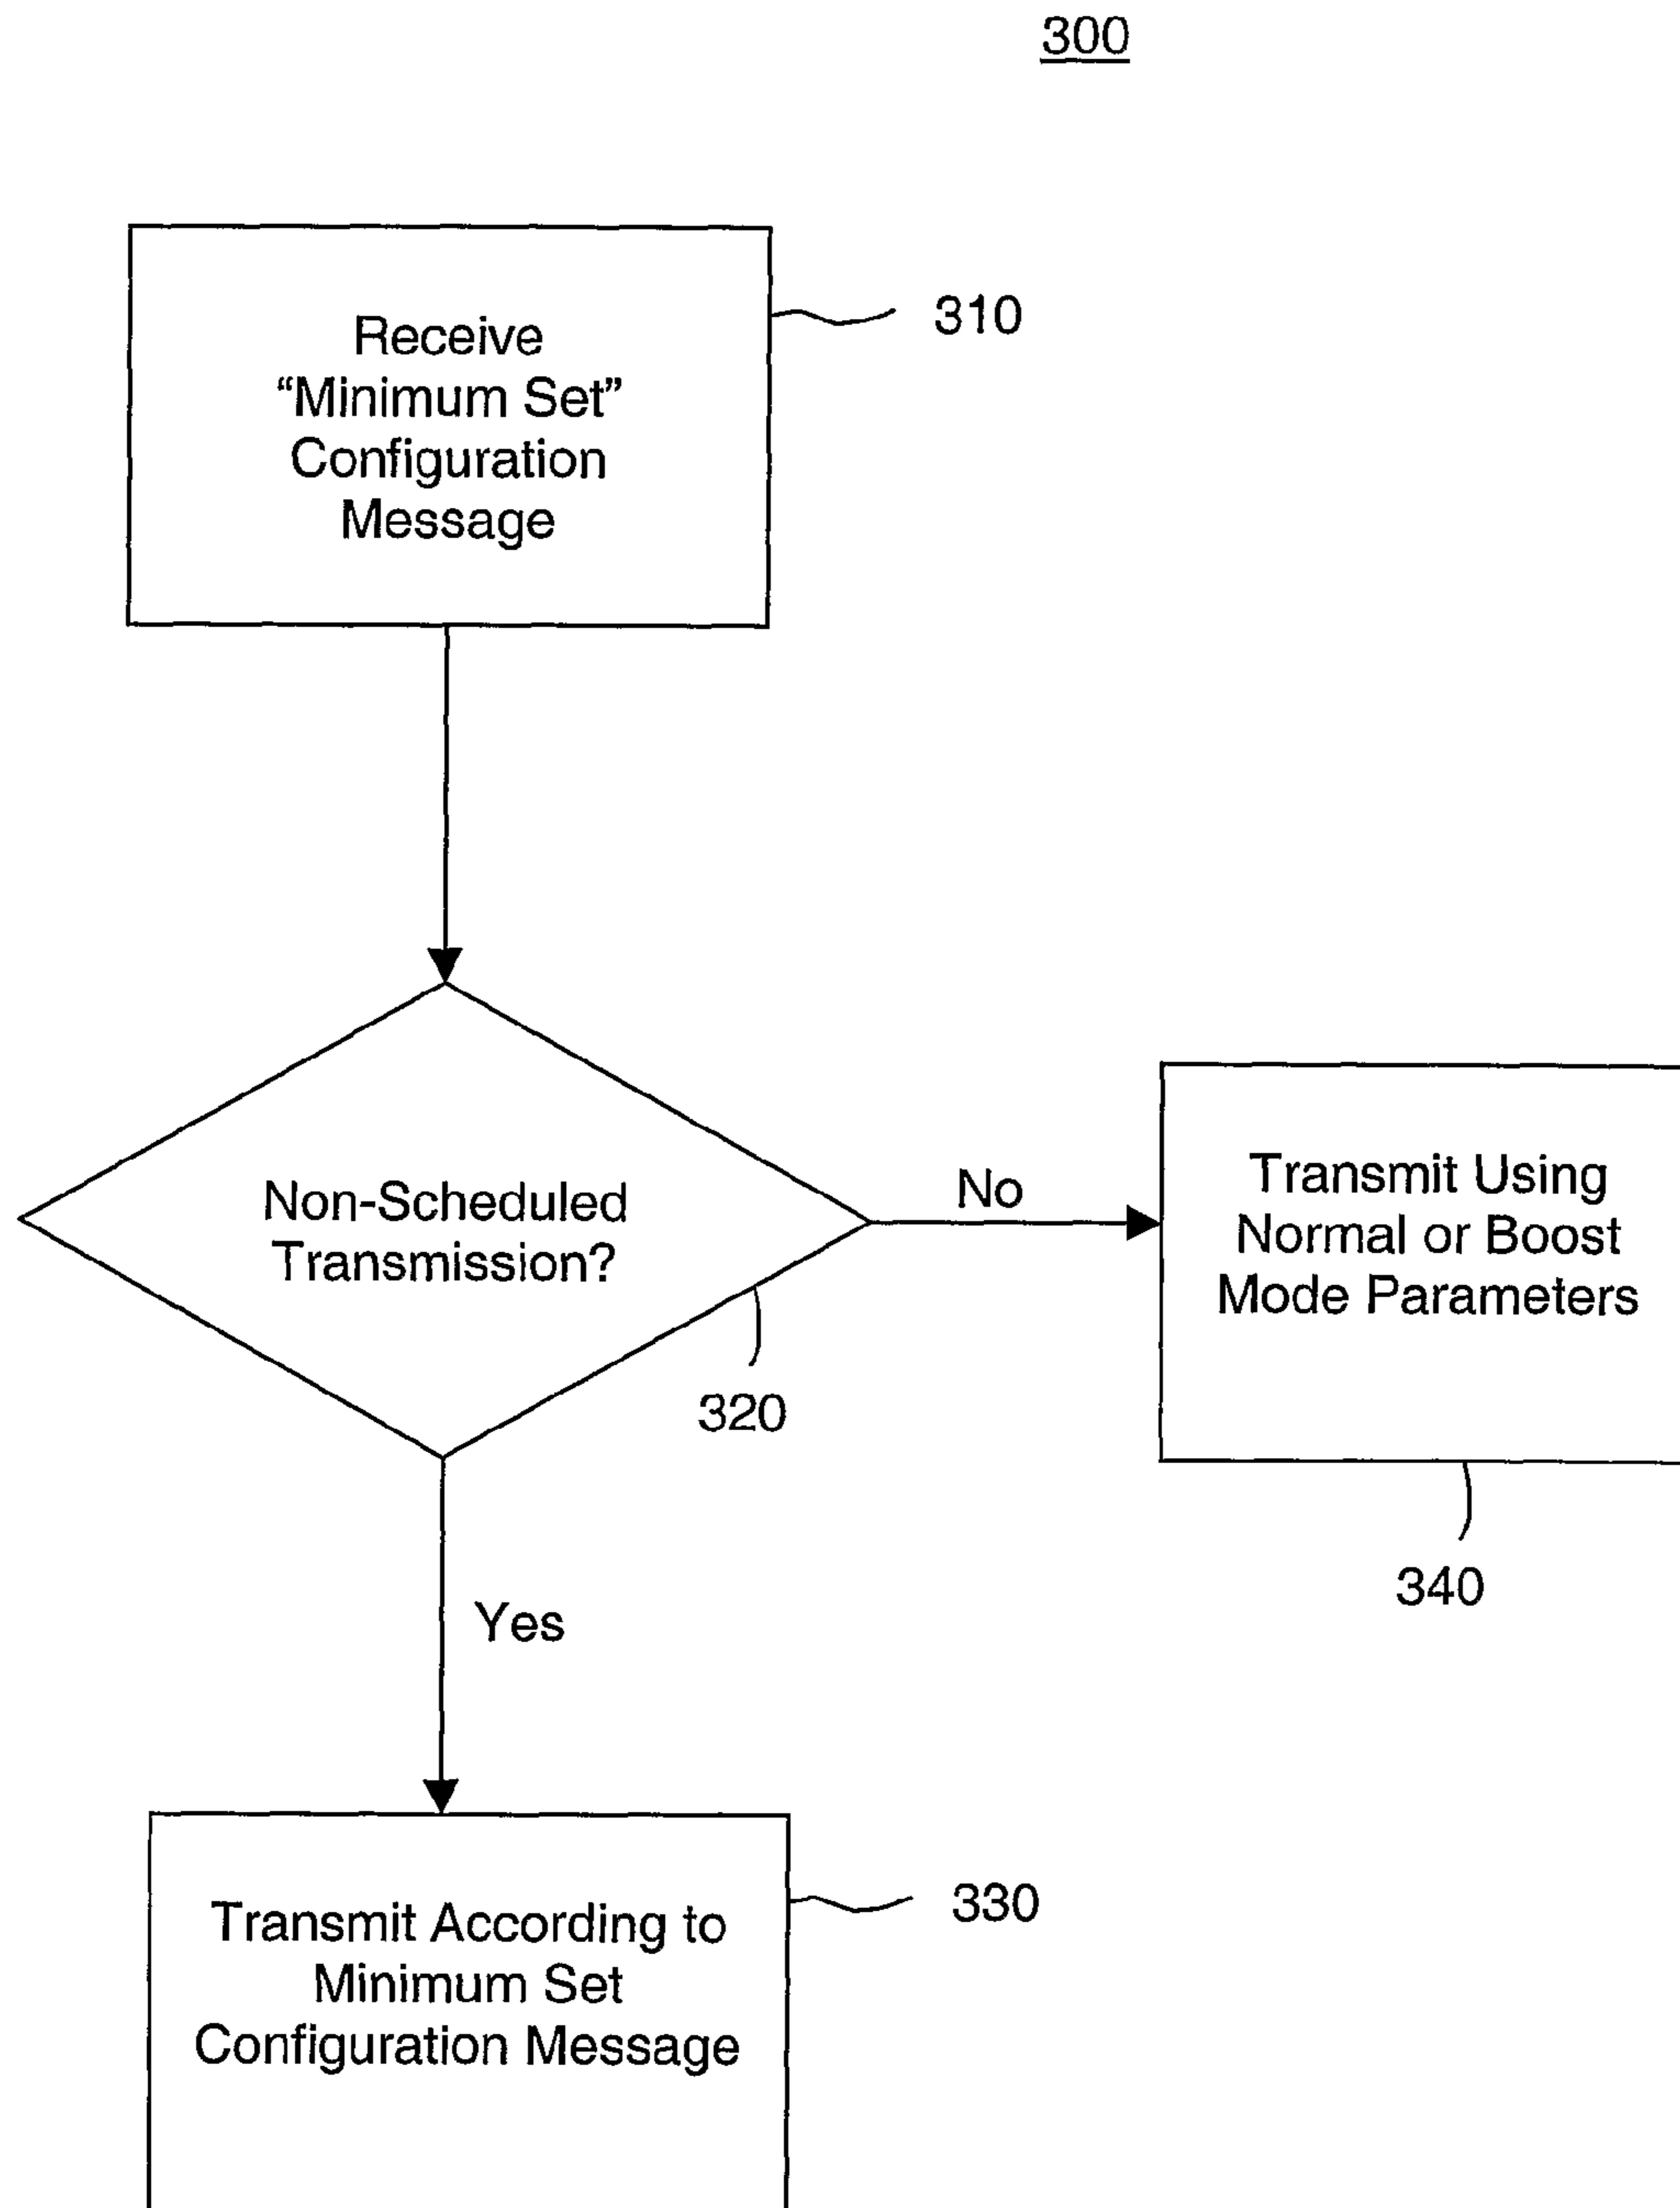 300
Receive
“Minimum Set”
Configuration
Message
310
Non-Scheduled
Transmission?
320
No
Transmit Using
Normal or Boost
Mode Parameters
340
Yes
Transmit According to
Minimum Set
Configuration Message
330